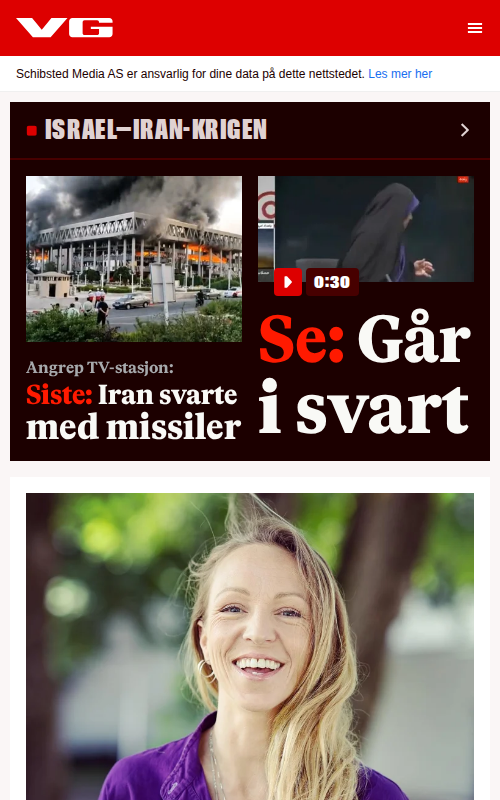 VG
Schibsted Media AS er ansvarlig for dine data på dette nettstedet. Les mer her
ISRAEL–IRAN-KRIGEN
0:30
Angrep TV-stasjon:
Siste: Iran svarte
med missiler
Se: Går
i svart